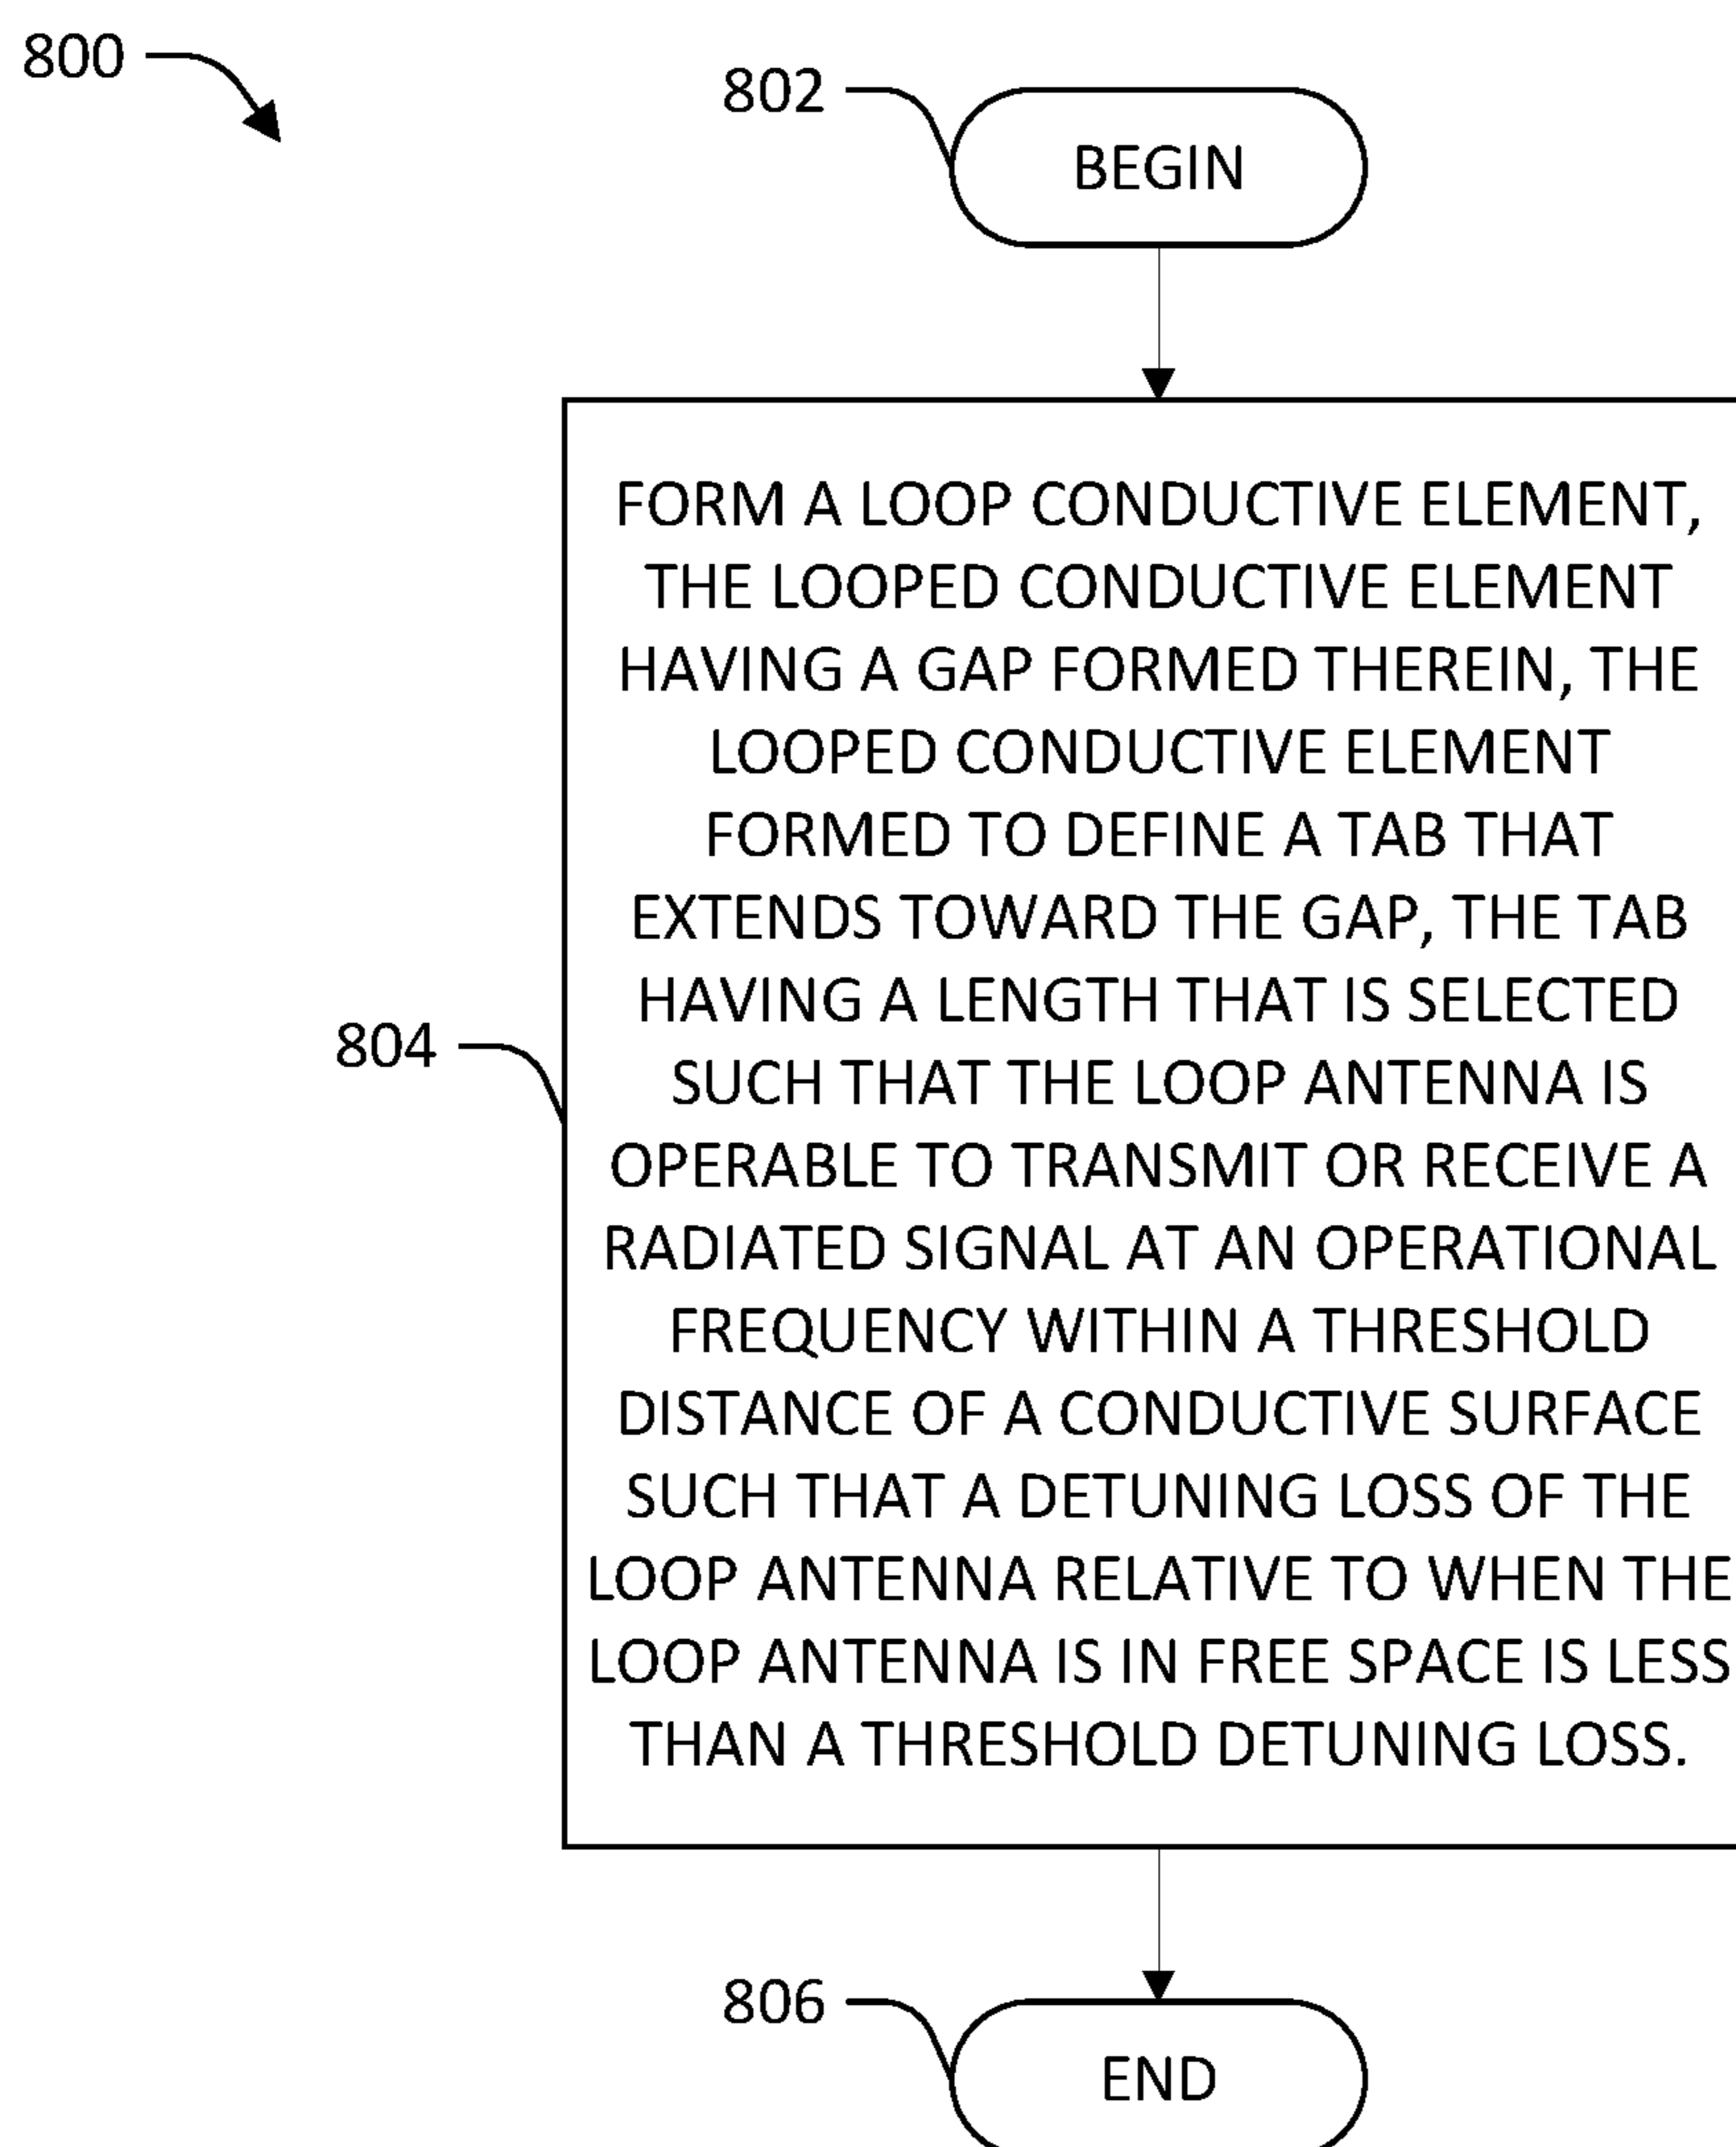 800
802
BEGIN
FORM A LOOP CONDUCTIVE ELEMENT,
THE LOOPED CONDUCTIVE ELEMENT
HAVING A GAP FORMED THEREIN, THE
LOOPED CONDUCTIVE ELEMENT
FORMED TO DEFINE A TAB THAT
EXTENDS TOWARD THE GAP, THE TAB
HAVING A LENGTH THAT IS SELECTED
SUCH THAT THE LOOP ANTENNA IS
OPERABLE TO TRANSMIT OR RECEIVE A
RADIATED SIGNAL AT AN OPERATIONAL
FREQUENCY WITHIN A THRESHOLD
DISTANCE OF A CONDUCTIVE SURFACE
SUCH THAT A DETUNING LOSS OF THE
LOOP ANTENNA RELATIVE TO WHEN THE
LOOP ANTENNA IS IN FREE SPACE IS LESS
THAN A THRESHOLD DETUNING LOSS.
804
806
END